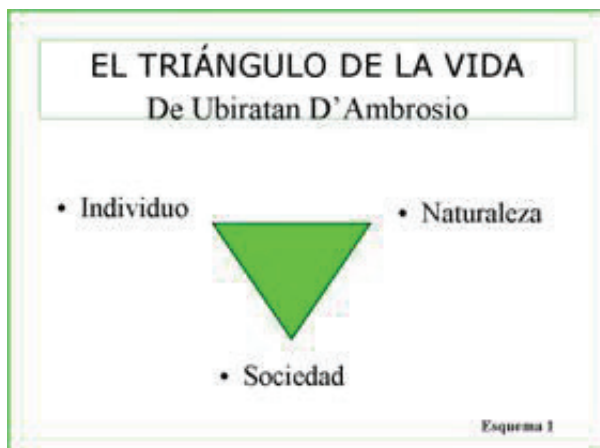 EL TRIÁNGULO DE LA VIDA
De Ubiratan D'Ambrosio
• Individuo
• Naturaleza
• Sociedad
Esquema 1